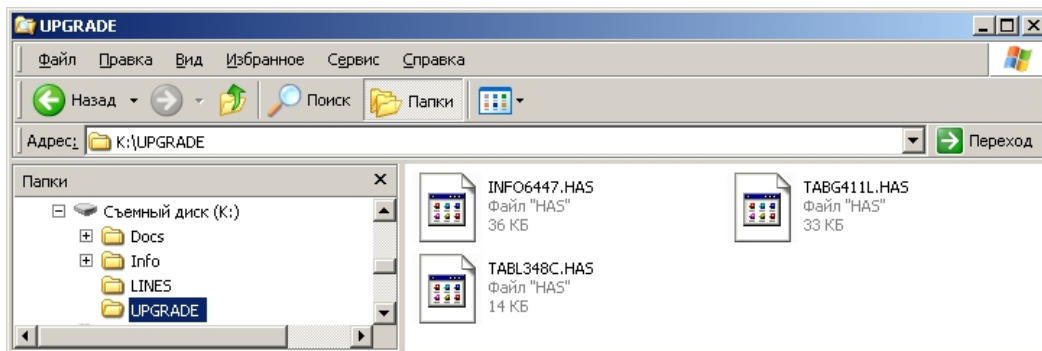 UPGRADE
Файл Правка Вид Избранное Сервис Справка
Назад Поиск Папки
Адрес: K:\UPGRADE Переход
Папки
Съемный диск (K:)
Docs
Info
LINES
UPGRADE
INFO6447.HAS
Файл "HAS"
36 КБ
TABG411L.HAS
Файл "HAS"
33 КБ
TABL348C.HAS
Файл "HAS"
14 КБ